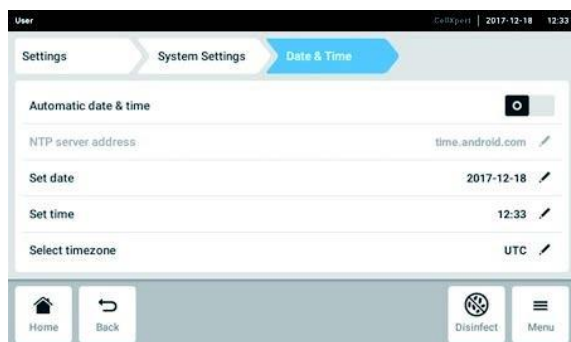 User CellXpert | 2017-12-18 12:33
Settings System Settings Date & Time
Automatic date & time
NTP server address time.android.com
Set date 2017-12-18
Set time 12:33
Select timezone UTC
Home Back Disinfect Menu